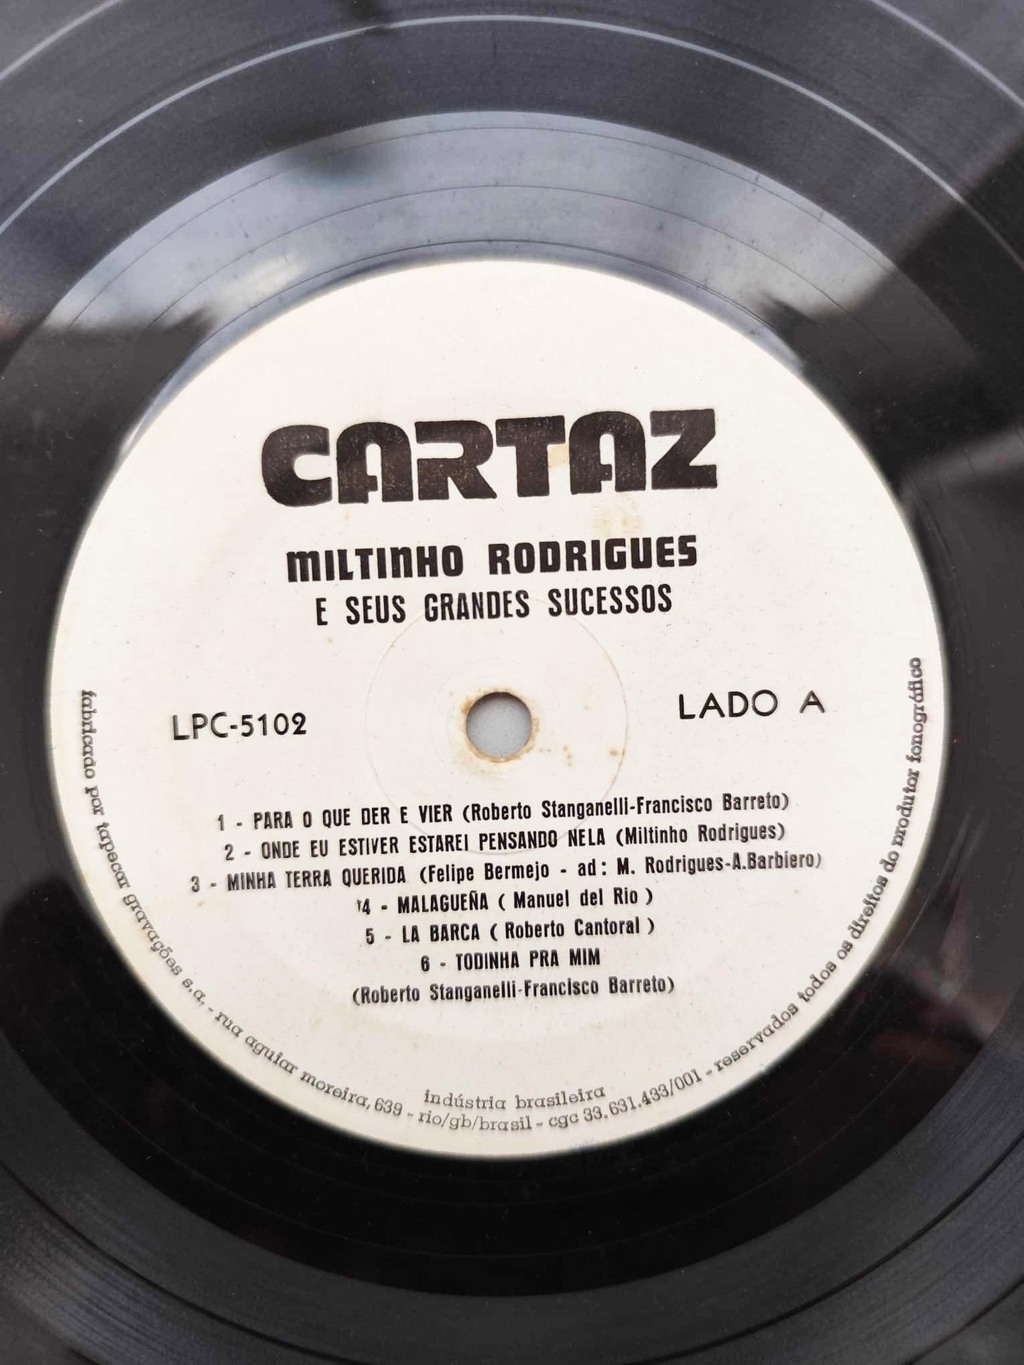 CARTAZ
MILTINHO RODRIGUES
E SEUS GRANDES SUCESSOS
LPC-5102
LADO A
1 - PARA O QUE DER E VIER (Roberto Stanganelli-Francisco Barreto)
2 - ONDE EU ESTIVER ESTAREI PENSANDO NELA (Miltinho Rodrigues)
3 - MINHA TERRA QUERIDA (Felipe Bermejo - ad: M. Rodrigues-A.Barbiero)
4 - MALAGUEÑA ( Manuel del Rio )
5 - LA BARCA ( Roberto Cantoral )
6 - TODINHA PRA MIM
(Roberto Stanganelli-Francisco Barreto)
indústria brasileira
fabricado por tapecar gravações s.a. - rua aguiar moreira, 639 - rio/gb/brasil - cgc 33.631.433/001 - reservados todos os direitos do produtor fonográfico